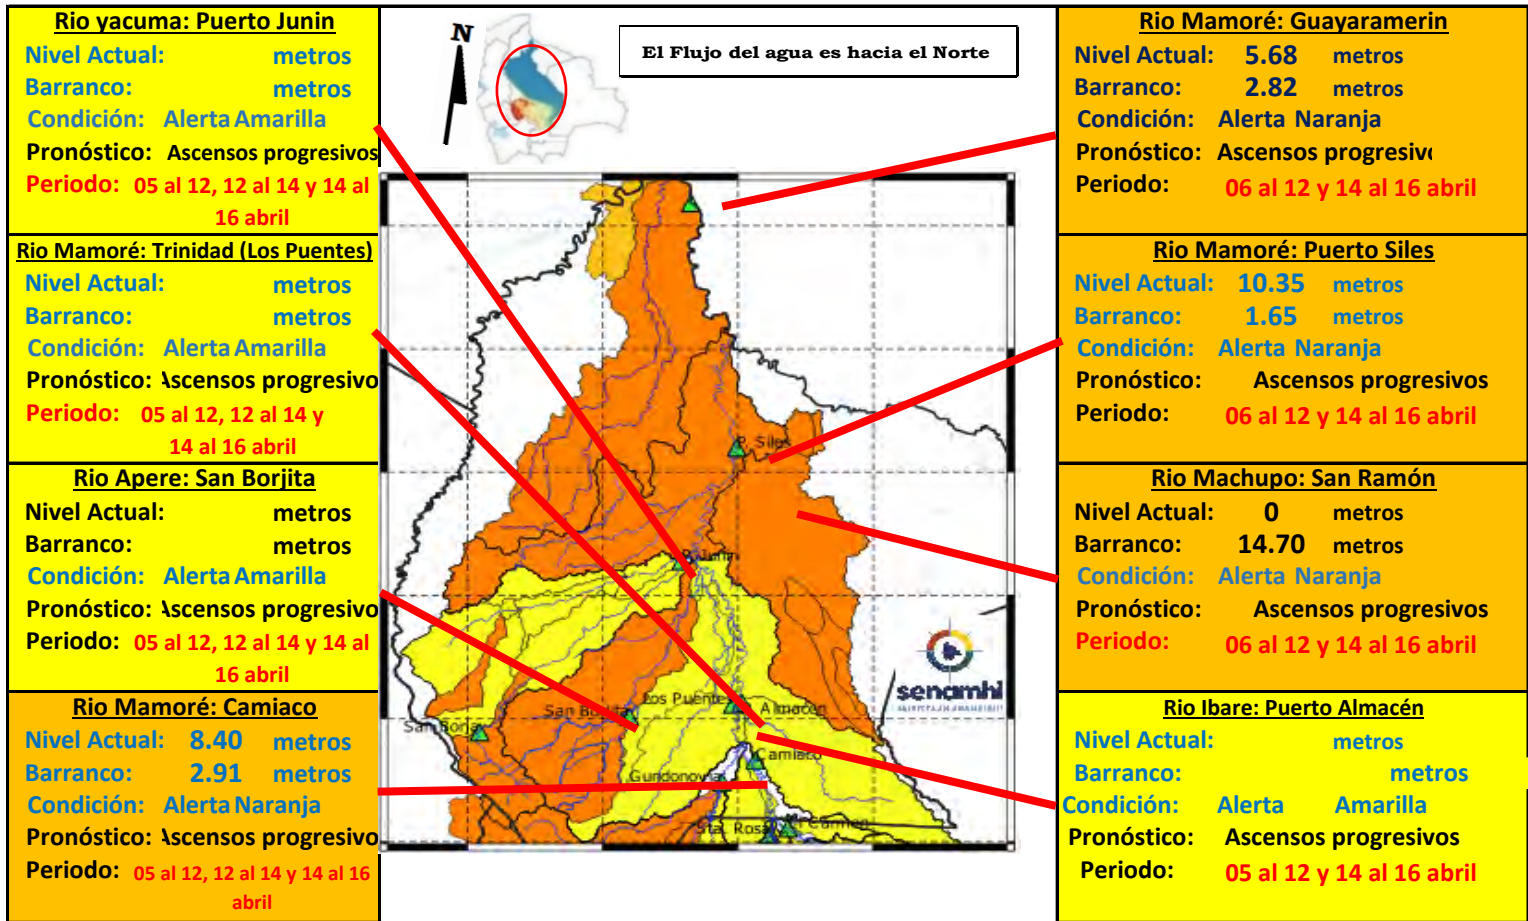 Rio yacuma: Puerto Junin
Nivel Actual: metros
Barranco: metros
Condición: Alerta Amarilla
Pronóstico: Ascensos progresivos
Periodo: 05 al 12, 12 al 14 y 14 al
16 abril
Rio Mamoré: Trinidad (Los Puentes)
Nivel Actual: metros
Barranco: metros
Condición: Alerta Amarilla
Pronóstico: Ascensos progresivo
Periodo: 05 al 12, 12 al 14 y
14 al 16 abril
Rio Apere: San Borjita
Nivel Actual: metros
Barranco: metros
Condición: Alerta Amarilla
Pronóstico: Ascensos progresivo
Periodo: 05 al 12, 12 al 14 y 14 al
16 abril
Rio Mamoré: Camiaco
Nivel Actual: 8.40 metros
Barranco: 2.91 metros
Condición: Alerta Naranja
Pronóstico: Ascensos progresivo
Periodo: 05 al 12, 12 al 14 y 14 al 16
abril
N
El Flujo del agua es hacia el Norte
P. Siles
P. Junin
Los Puentes
P. Almacén
San Borjita
San Borja
Camiaco
Gundonovia
Sta. Rosa
El Carmen
senamhi
Rio Mamoré: Guayaramerin
Nivel Actual: 5.68 metros
Barranco: 2.82 metros
Condición: Alerta Naranja
Pronóstico: Ascensos progresiv
Periodo: 06 al 12 y 14 al 16 abril
Rio Mamoré: Puerto Siles
Nivel Actual: 10.35 metros
Barranco: 1.65 metros
Condición: Alerta Naranja
Pronóstico: Ascensos progresivos
Periodo: 06 al 12 y 14 al 16 abril
Rio Machupo: San Ramón
Nivel Actual: 0 metros
Barranco: 14.70 metros
Condición: Alerta Naranja
Pronóstico: Ascensos progresivos
Periodo: 06 al 12 y 14 al 16 abril
Rio Ibare: Puerto Almacén
Nivel Actual: metros
Barranco: metros
Condición: Alerta Amarilla
Pronóstico: Ascensos progresivos
Periodo: 05 al 12 y 14 al 16 abril